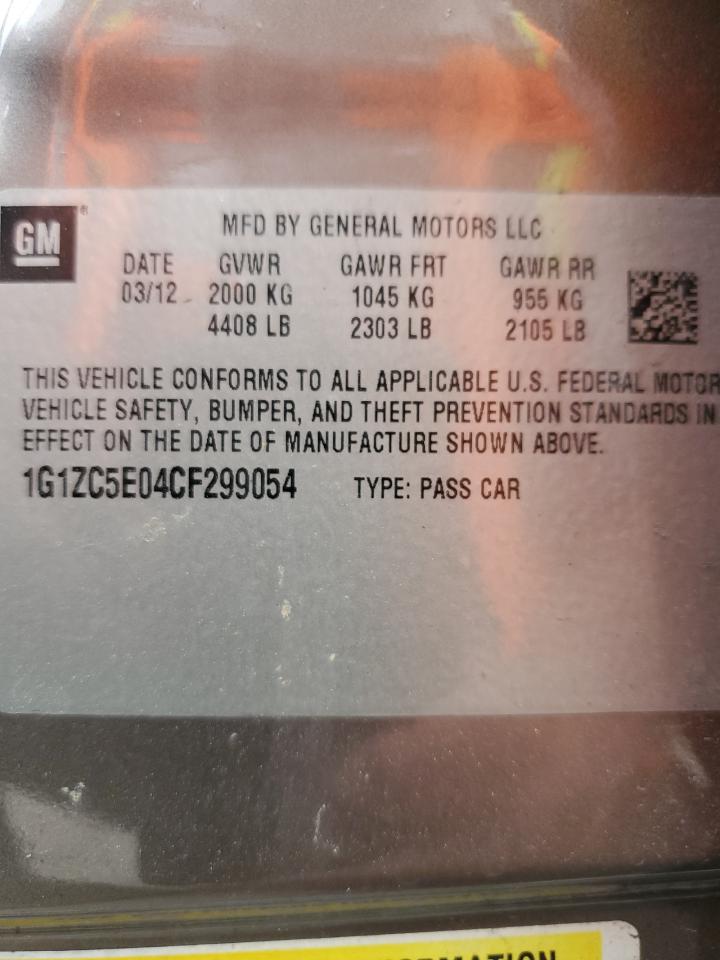 GM
MFD BY GENERAL MOTORS LLC
DATE GVWR GAWR FRT GAWR RR
03/12 2000 KG 1045 KG 955 KG
4408 LB 2303 LB 2105 LB
THIS VEHICLE CONFORMS TO ALL APPLICABLE U.S. FEDERAL MOTOR
VEHICLE SAFETY, BUMPER, AND THEFT PREVENTION STANDARDS IN
EFFECT ON THE DATE OF MANUFACTURE SHOWN ABOVE.
1G1ZC5E04CF299054 TYPE: PASS CAR